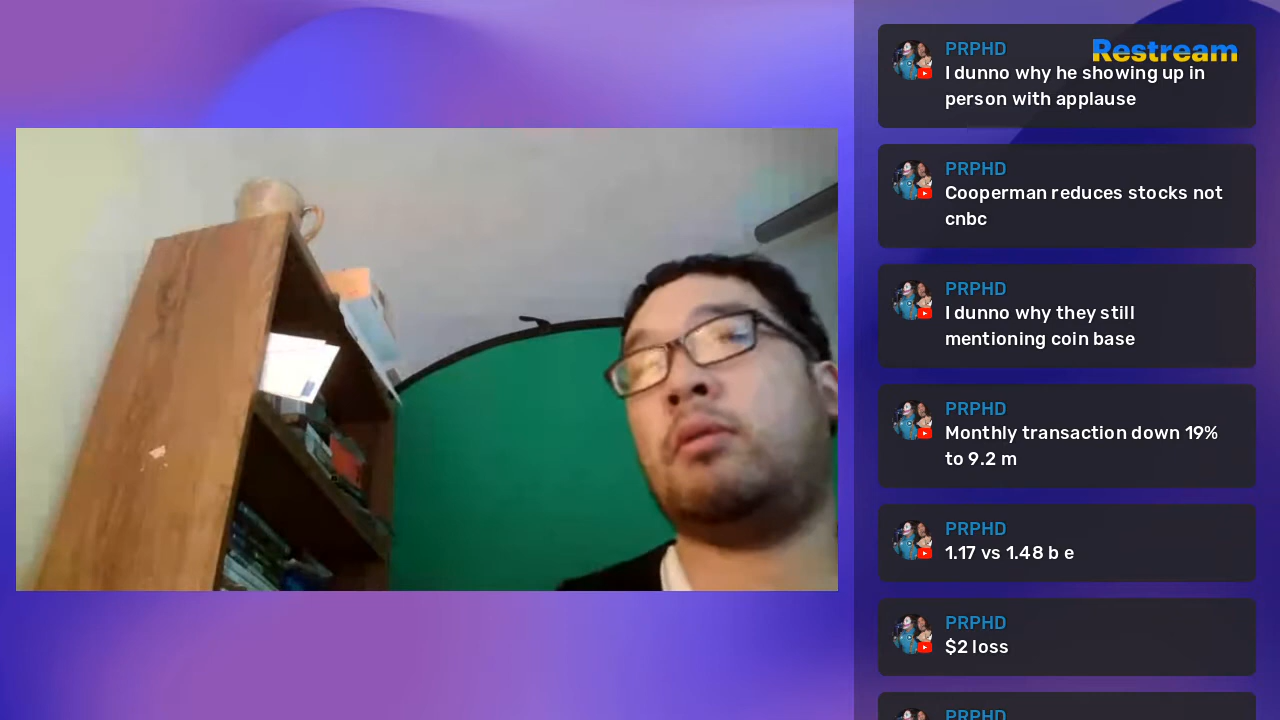 PRPHD
Restream
I dunno why he showing up in
person with applause
PRPHD
Cooperman reduces stocks not
cnbc
PRPHD
I dunno why they still
mentioning coin base
PRPHD
Monthly transaction down 19%
to 9.2 m
PRPHD
1.17 vs 1.48 b e
PRPHD
$2 loss
PRPHD